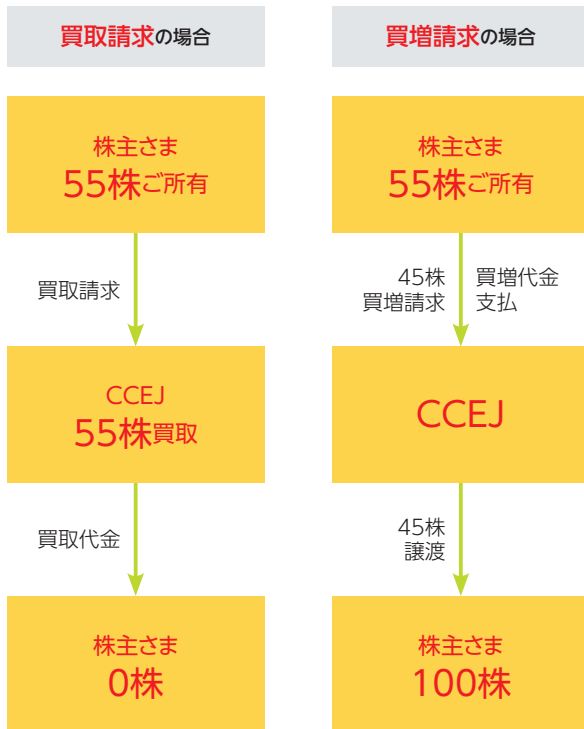 買取請求の場合
株主さま
55株ご所有
買取請求
CCEJ
55株買取
買取代金
株主さま
0株
買増請求の場合
株主さま
55株ご所有
45株
買増請求
買増代金
支払
CCEJ
45株
譲渡
株主さま
100株